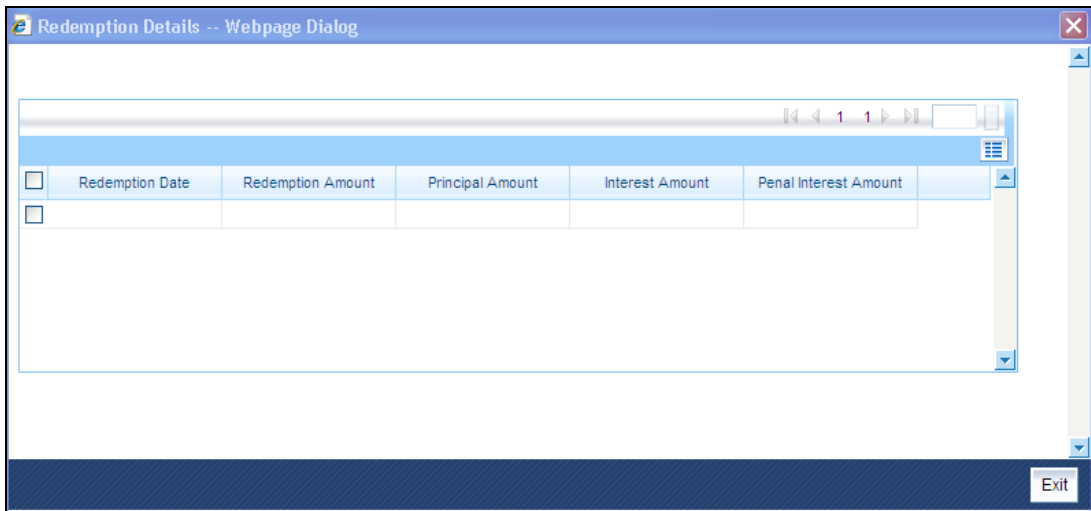 Redemption Details -- Webpage Dialog
1 1
Redemption Date Redemption Amount Principal Amount Interest Amount Penal Interest Amount
Exit